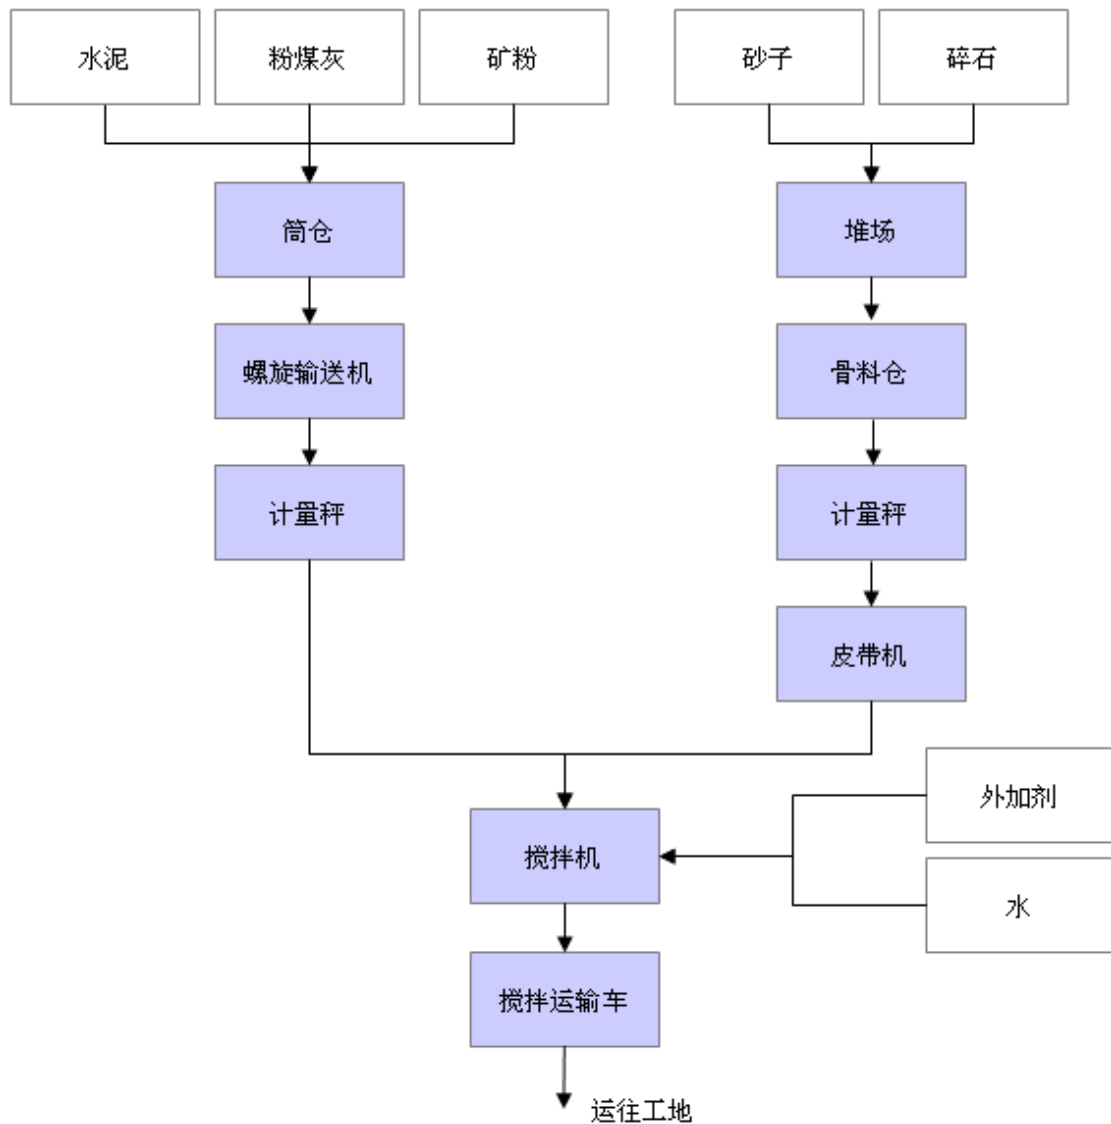 水泥
粉煤灰
矿粉
砂子
碎石
筒仓
堆场
螺旋输送机
骨料仓
计量秤
计量秤
皮带机
外加剂
搅拌机
水
搅拌运输车
运往工地